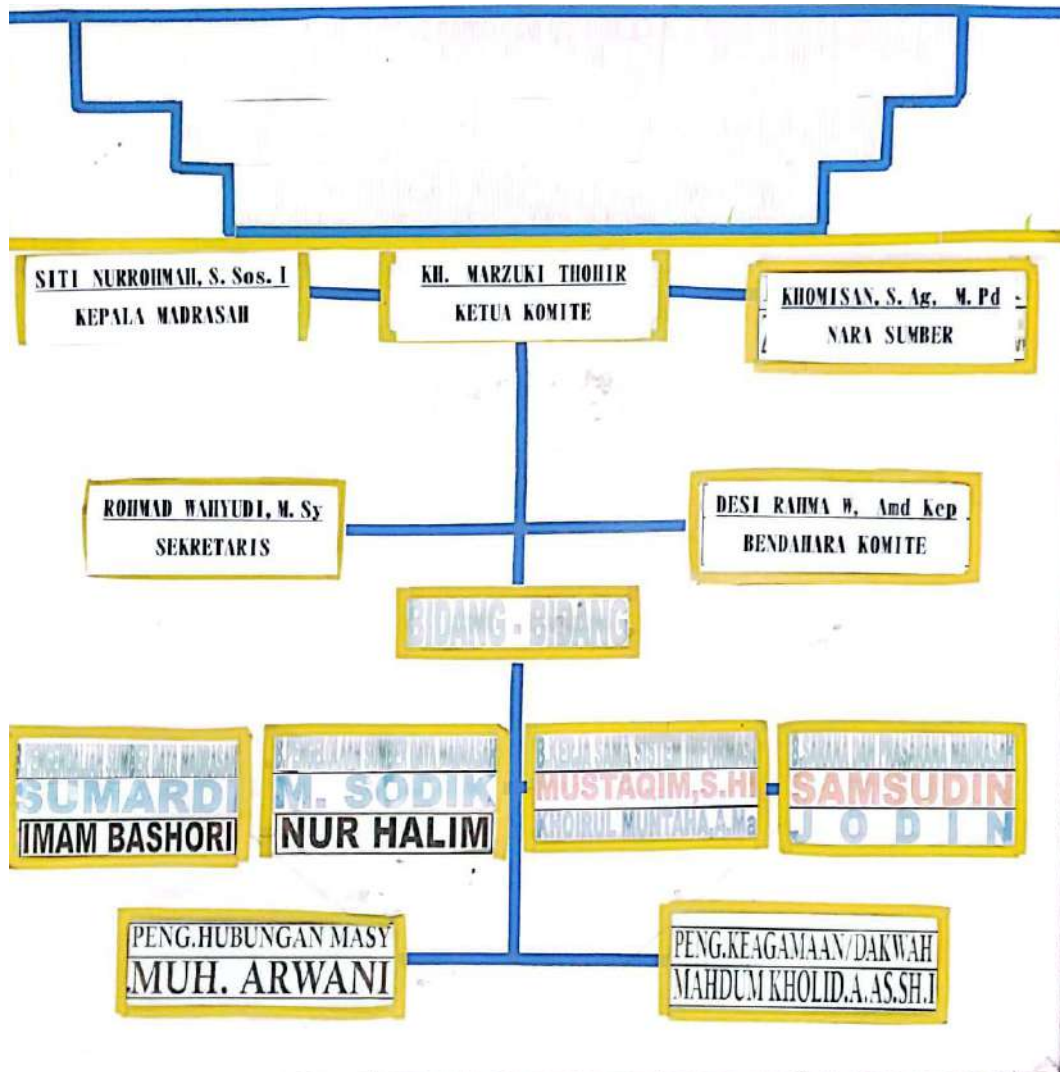 SITI NURROHMAH, S. Sos. I
KEPALA MADRASAH
KH. MARZUKI THOHIR
KETUA KOMITE
KHOMISAN, S. Ag, M. Pd
NARA SUMBER
ROHMAD WAHYUDI, M. Sy
SEKRETARIS
DESI RAHMA W, Amd Kep
BENDAHARA KOMITE
BIDANG - BIDANG
B.PENGGALIAN SUMBER DAYA MADRASAH
SUMARDI
IMAM BASHORI
B.PENGELOLAAN SUMBER DAYA MADRASAH
M. SODIK
NUR HALIM
B.KERJA SAMA SISTEM INFORMASI
MUSTAQIM,S.HI
KHOIRUL MUNTAHA,A.Ma
B.SARANA DAN PRASARANA MADRASAH
SAMSUDIN
J O D I N
PENG.HUBUNGAN MASY
.MUH. ARWANI
PENG.KEAGAMAAN/DAKWAH
MAHDUM KHOLID.A.AS.SH.I